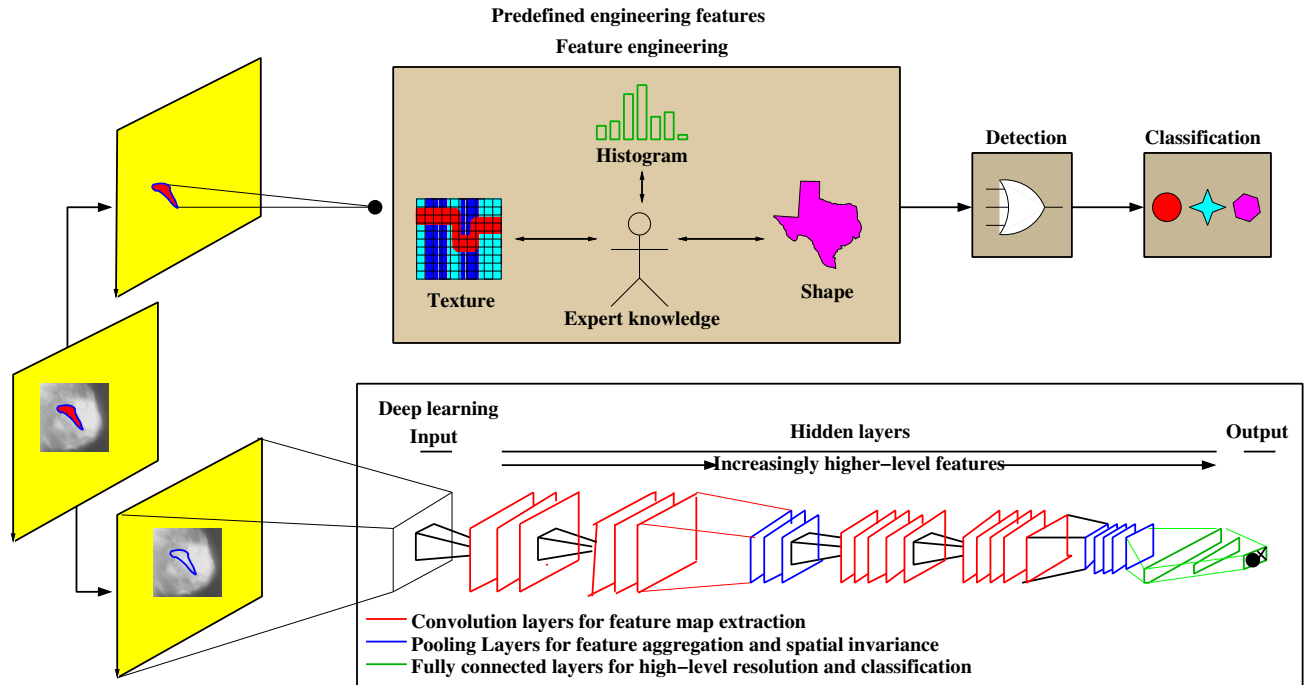 Predefined engineering features
Feature engineering
Histogram
Texture
Expert knowledge
Shape
Detection
Classification
Deep learning
Input
Hidden layers
Output
Increasingly higher−level features
Convolution layers for feature map extraction
Pooling Layers for feature aggregation and spatial invariance
Fully connected layers for high−level resolution and classification